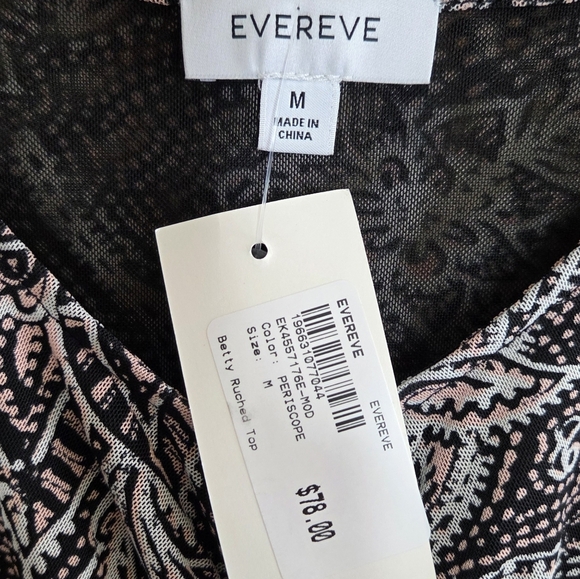 EVEREVE
M
MADE IN
CHINA
EVEREVE
196631077044
EK4557176E-MOD
Color: PERISCOPE
Size: M
Betty Ruched Top
EVEREVE
$78.00